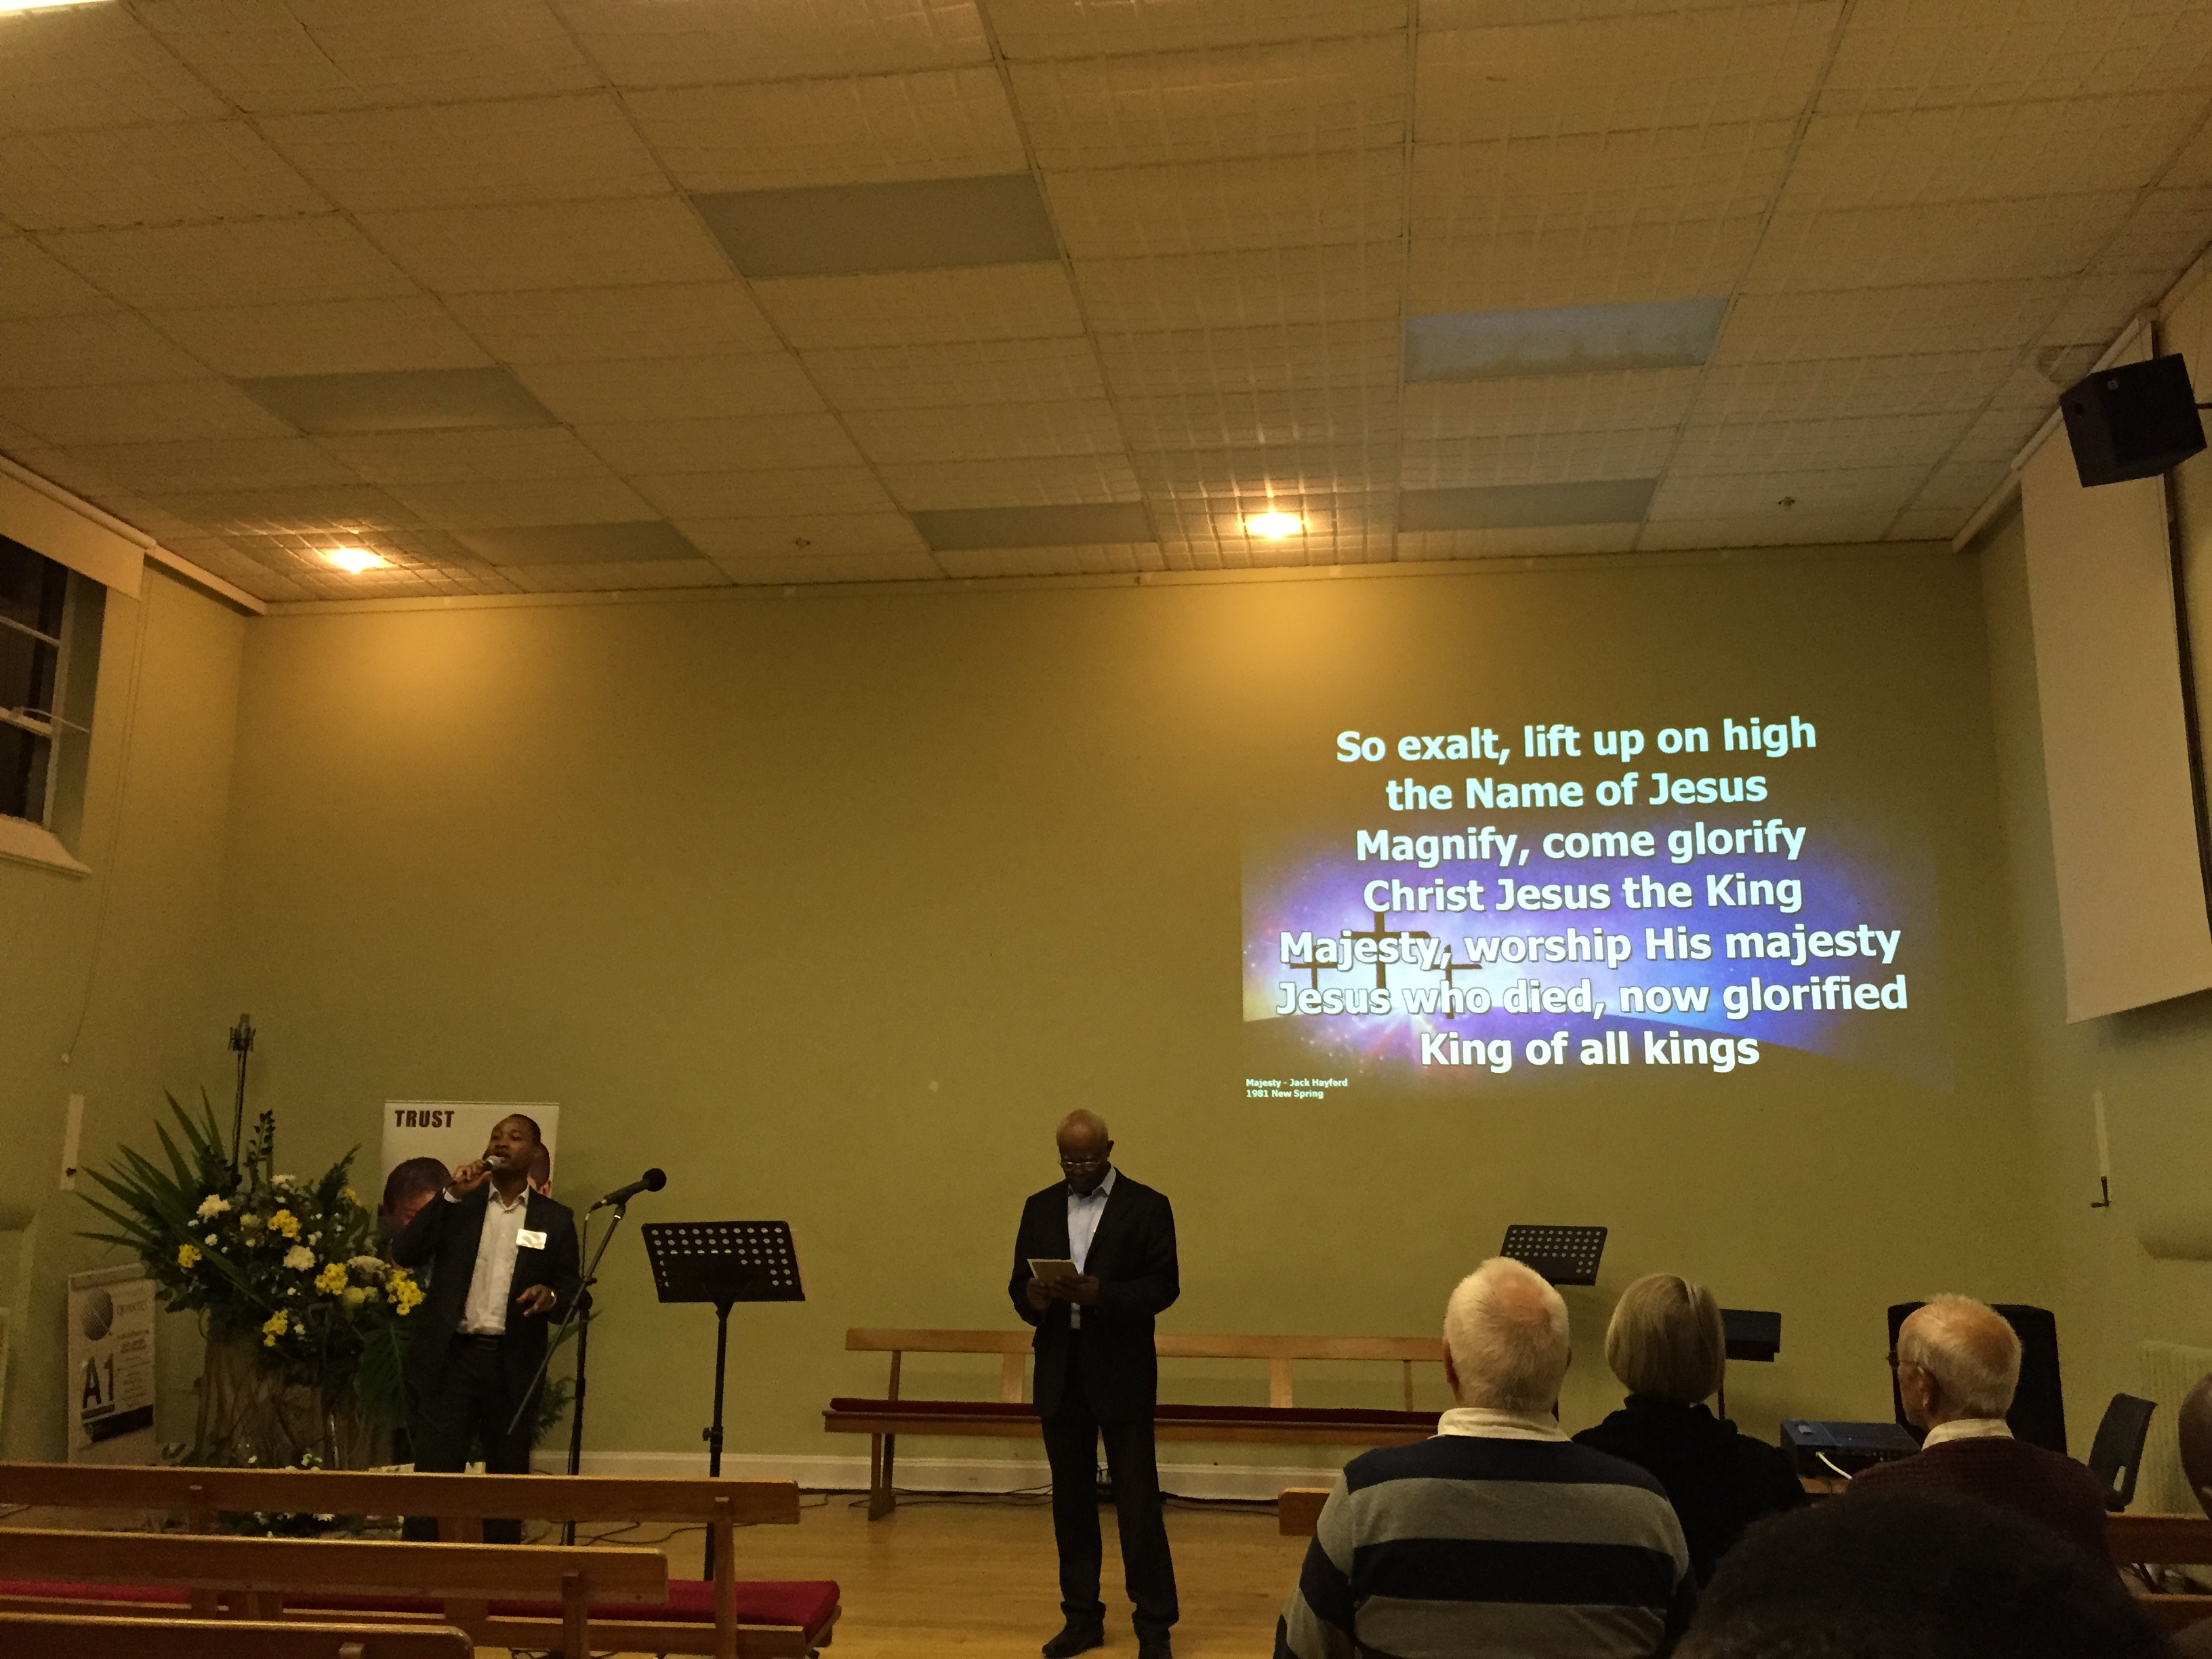 So exalt, lift up on high
the Name of Jesus
Magnify, come glorify
Christ Jesus the King
Majesty, worship His majesty
Jesus who died, now glorified
King of all kings
Majesty - Jack Hayford
1981 New Spring
TRUST
A1